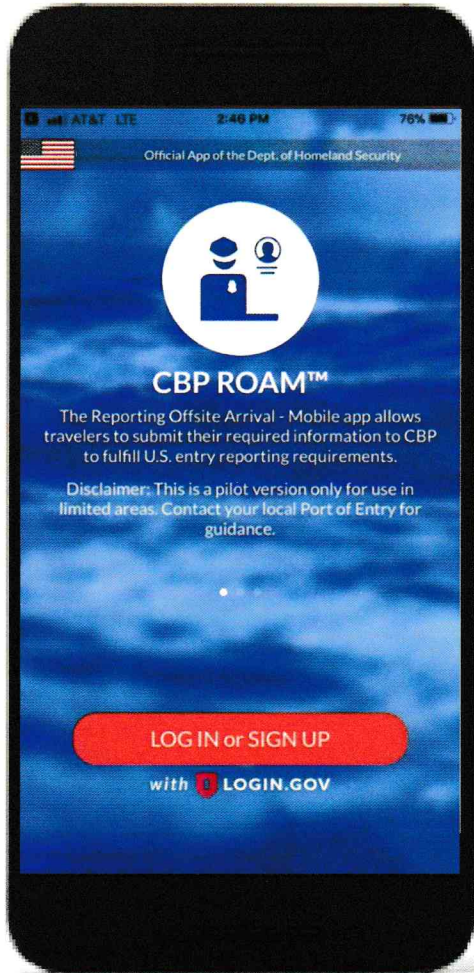 AT&T LTE 2:46 PM 76%
Official App of the Dept. of Homeland Security
CBP ROAM™
The Reporting Offsite Arrival - Mobile app allows
travelers to submit their required information to CBP
to fulfill U.S. entry reporting requirements.
Disclaimer: This is a pilot version only for use in
limited areas. Contact your local Port of Entry for
guidance.
LOG IN or SIGN UP
with LOGIN.GOV